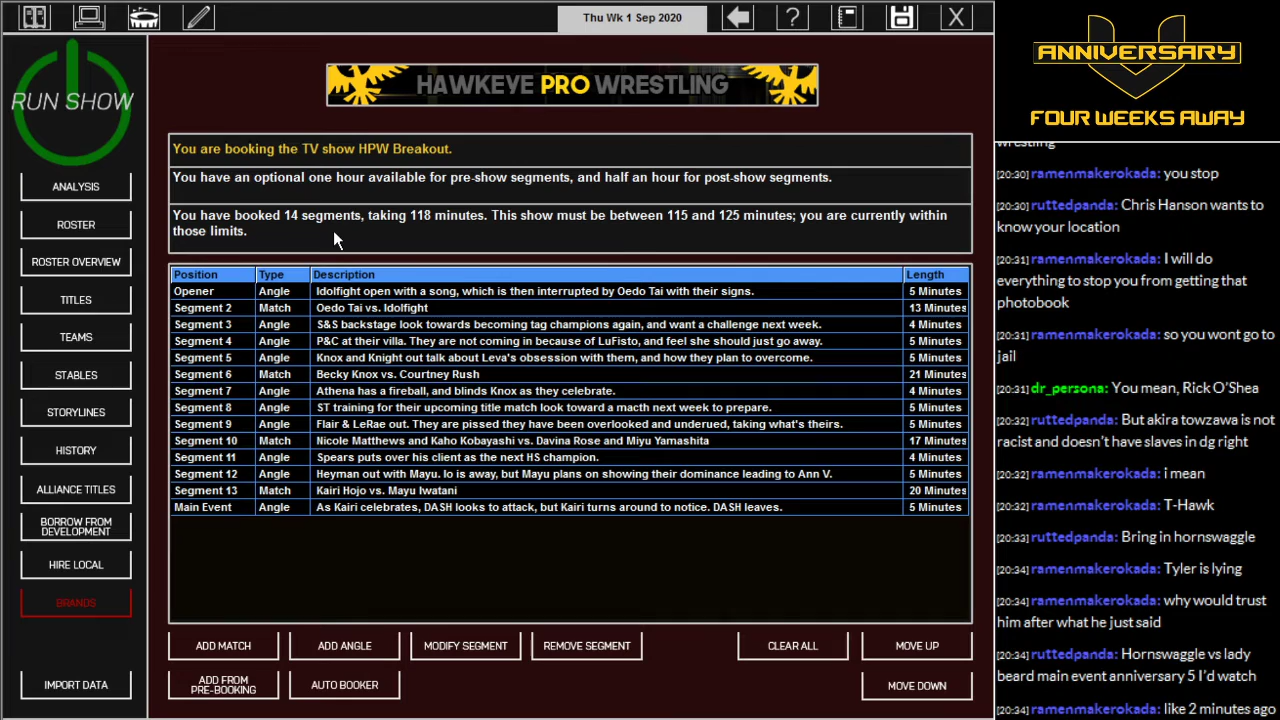 Thu Wk 1 Sep 2020
?
X
RUN SHOW
ANALYSIS
ROSTER
ROSTER OVERVIEW
TITLES
TEAMS
STABLES
STORYLINES
HISTORY
ALLIANCE TITLES
BORROW FROM
DEVELOPMENT
HIRE LOCAL
BRANDS
IMPORT DATA
HAWKEYE PRO WRESTLING
You are booking the TV show HPW Breakout.
You have an optional one hour available for pre-show segments, and half an hour for post-show segments.
You have booked 14 segments, taking 118 minutes. This show must be between 115 and 125 minutes; you are currently within
those limits.
Position Type Description Length
Opener Angle Idolfight open with a song, which is then interrupted by Oedo Tai with their signs. 5 Minutes
Segment 2 Match Oedo Tai vs. Idolfight 13 Minutes
Segment 3 Angle S&S backstage look towards becoming tag champions again, and want a challenge next week. 4 Minutes
Segment 4 Angle P&C at their villa. They are not coming in because of LuFisto, and feel she should just go away. 5 Minutes
Segment 5 Angle Knox and Knight out talk about Leva's obsession with them, and how they plan to overcome. 5 Minutes
Segment 6 Match Becky Knox vs. Courtney Rush 21 Minutes
Segment 7 Angle Athena has a fireball, and blinds Knox as they celebrate. 4 Minutes
Segment 8 Angle ST training for their upcoming title match look toward a macth next week to prepare. 5 Minutes
Segment 9 Angle Flair & LeRae out. They are pissed they have been overlooked and underued, taking what's theirs. 5 Minutes
Segment 10 Match Nicole Matthews and Kaho Kobayashi vs. Davina Rose and Miyu Yamashita 17 Minutes
Segment 11 Angle Spears puts over his client as the next HS champion. 4 Minutes
Segment 12 Angle Heyman out with Mayu. Io is away, but Mayu plans on showing their dominance leading to Ann V. 5 Minutes
Segment 13 Match Kairi Hojo vs. Mayu Iwatani 20 Minutes
Main Event Angle As Kairi celebrates, DASH looks to attack, but Kairi turns around to notice. DASH leaves. 5 Minutes
ADD MATCH
ADD ANGLE
MODIFY SEGMENT
REMOVE SEGMENT
CLEAR ALL
MOVE UP
ADD FROM
PRE-BOOKING
AUTO BOOKER
MOVE DOWN
ANNIVERSARY
FOUR WEEKS AWAY
wrestling
[20:30] ramenmakerokada: you stop
[20:30] ruttedpanda: Chris Hanson wants to
know your location
[20:31] ramenmakerokada: I will do
everything to stop you from getting that
photobook
[20:31] ramenmakerokada: so you wont go to
jail
[20:31] dr_persona: You mean, Rick O'Shea
[20:32] ruttedpanda: But akira towzawa is not
racist and doesn't have slaves in dg right
[20:32] ramenmakerokada: i mean
[20:32] ramenmakerokada: T-Hawk
[20:33] ruttedpanda: Bring in hornswaggle
[20:34] ramenmakerokada: Tyler is lying
[20:34] ramenmakerokada: why would trust
him after what he just said
[20:34] ruttedpanda: Hornswaggle vs lady
beard main event anniversary 5 I'd watch
[20:34] ramenmakerokada: like 2 minutes ago